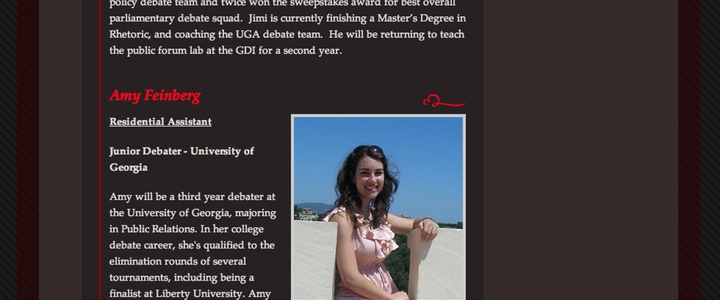 policy debate team and twice won the sweepstakes award for best overall
parliamentary debate squad.  Jimi is currently finishing a Master's Degree in
Rhetoric, and coaching the UGA debate team.  He will be returning to teach
the public forum lab at the GDI for a second year.
Amy Feinberg
Residential Assistant
Junior Debater - University of
Georgia
Amy will be a third year debater at
the University of Georgia, majoring
in Public Relations. In her college
debate career, she's qualified to the
elimination rounds of several
tournaments, including being a
finalist at Liberty University. Amy